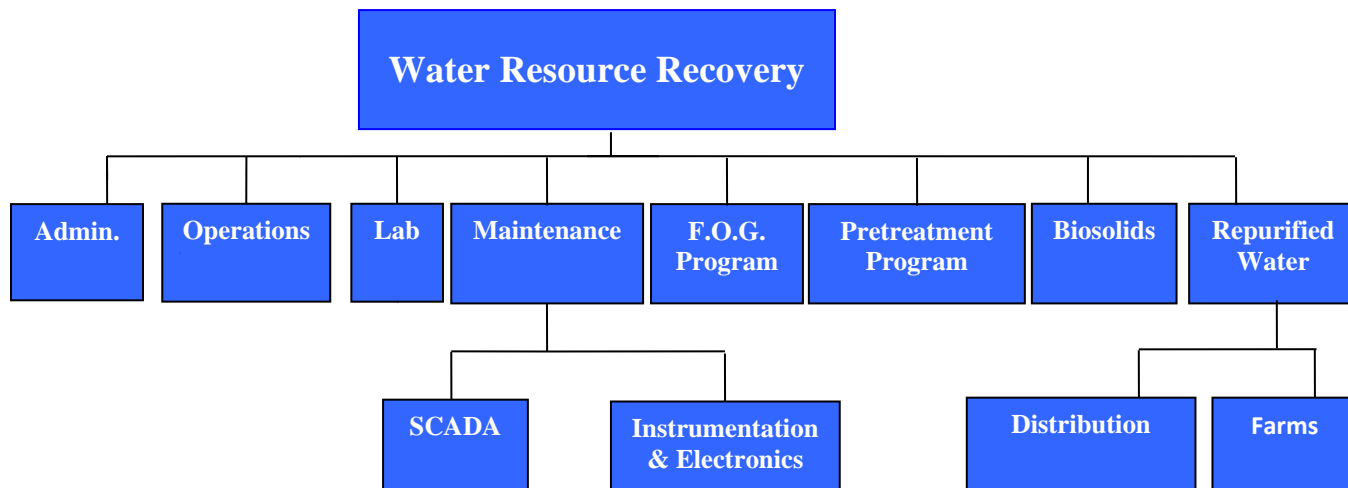 Water Resource Recovery
Admin.
Operations
Lab
Maintenance
F.O.G.
Program
Pretreatment
Program
Biosolids
Repurified
Water
SCADA
Instrumentation
& Electronics
Distribution
Farms